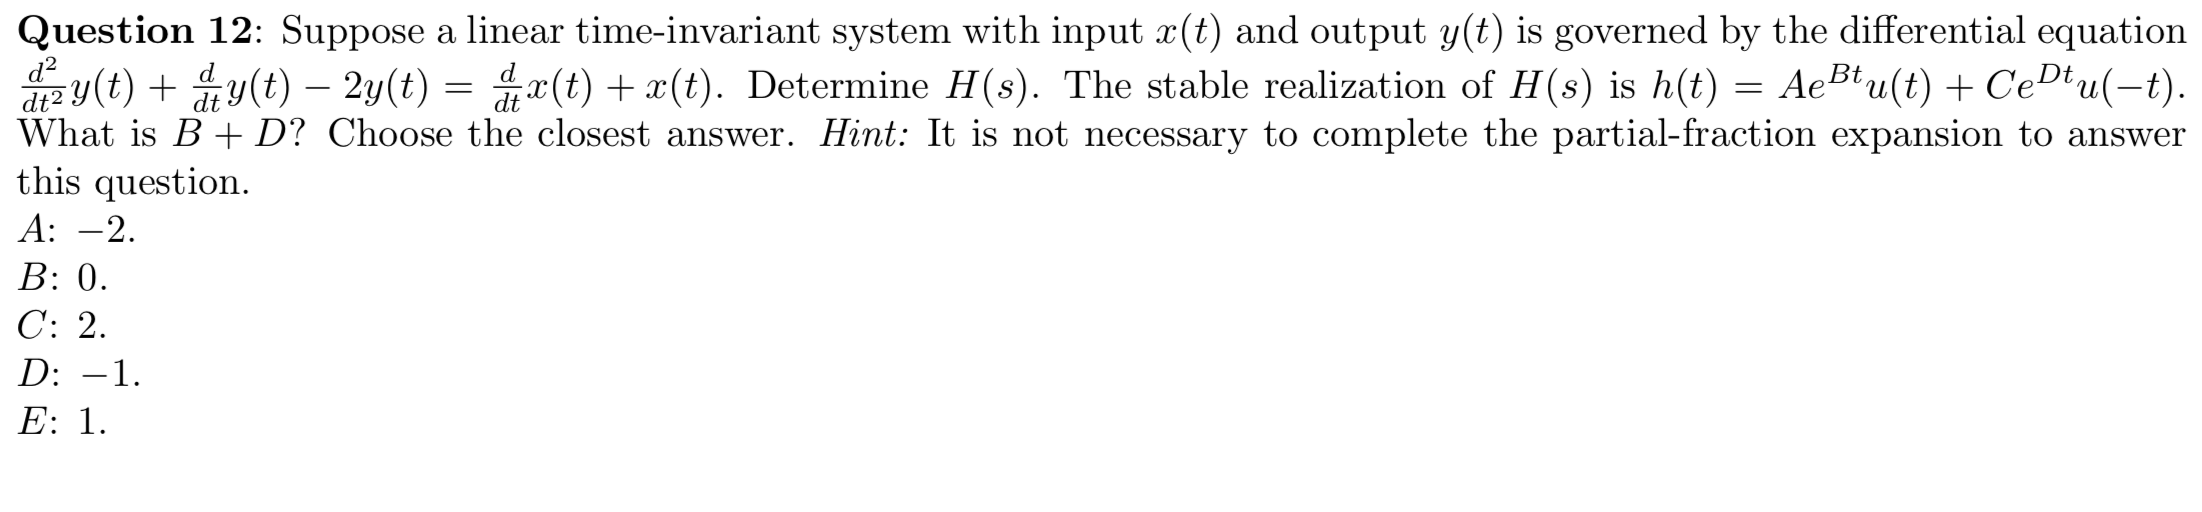 Question 12: Suppose a linear time-invariant system with input x(t) and output y(t) is governed by the differential equation
\frac{d^2}{dt^2}y(t) + \frac{d}{dt}y(t) − 2y(t) = \frac{d}{dt}x(t) + x(t). Determine H(s). The stable realization of H(s) is h(t) = Ae^{Bt}u(t) + Ce^{Dt}u(−t).
What is B + D? Choose the closest answer. Hint: It is not necessary to complete the partial-fraction expansion to answer
this question.
A: −2.
B: 0.
C: 2.
D: −1.
E: 1.